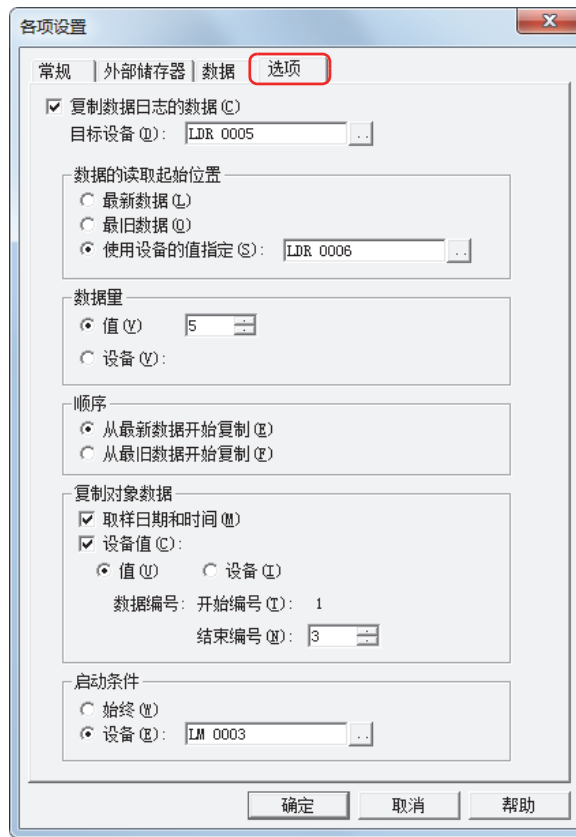 各项设置
常规 外部储存器 数据 选项
复制数据日志的数据(C)
目标设备(D): LDR 0005 ..
数据的读取起始位置
最新数据(L)
最旧数据(O)
使用设备的值指定(S): LDR 0006 ..
数据量
值(V) 5
设备(V):
顺序
从最新数据开始复制(E)
从最旧数据开始复制(F)
复制对象数据
取样日期和时间(M)
设备值(C):
值(U) 设备(I)
数据编号: 开始编号(T): 1
结束编号(N): 3
启动条件
始终(W)
设备(E): LM 0003 ..
确定 取消 帮助